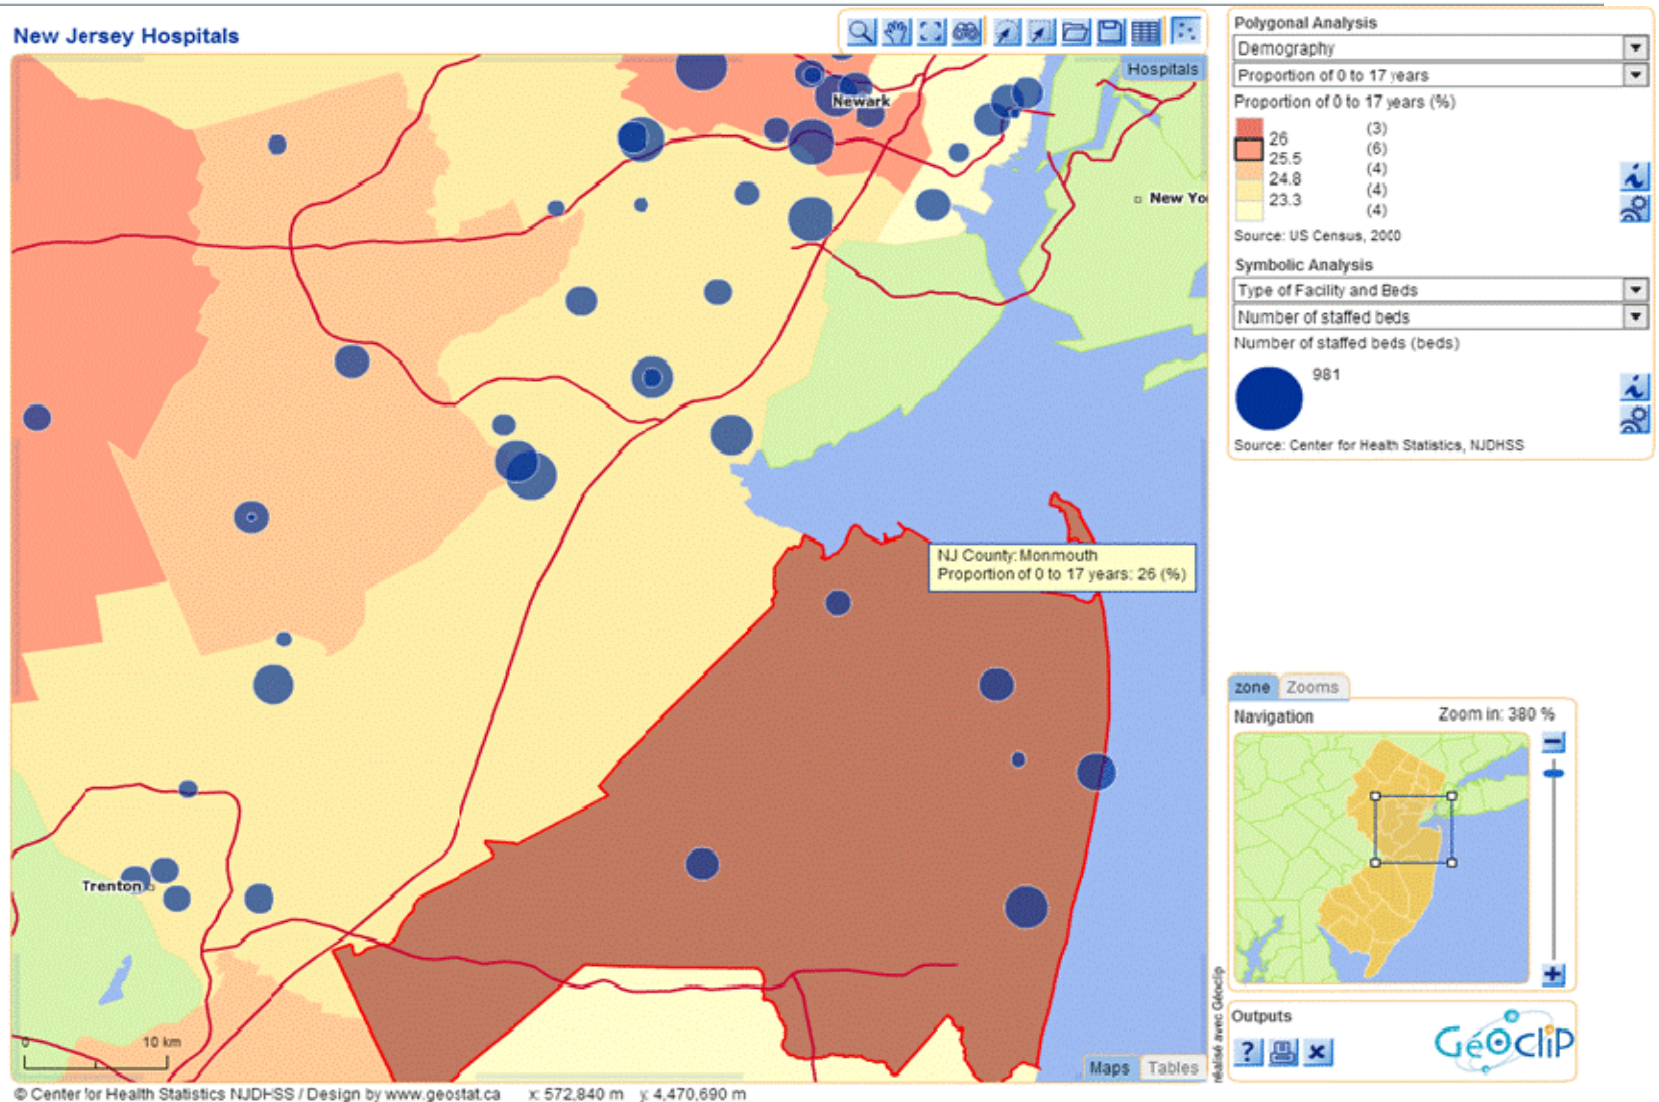 New Jersey Hospitals
Hospitals
Newark
New Yo
NJ County: Monmouth
Proportion of 0 to 17 years: 26 (%)
Trenton
0 10 km
Maps Tables
réalisé avec Géoclip
© Center for Health Statistics NJDHSS / Design by www.geostat.ca x: 572,840 m y: 4,470,690 m
Polygonal Analysis
Demography
Proportion of 0 to 17 years
Proportion of 0 to 17 years (%)
(3)
26
(6)
25.5
(4)
24.8
(4)
23.3
(4)
Source: US Census, 2000
Symbolic Analysis
Type of Facility and Beds
Number of staffed beds
Number of staffed beds (beds)
981
Source: Center for Health Statistics, NJDHSS
zone Zooms
Navigation Zoom in: 380 %
Outputs
GéOcliP